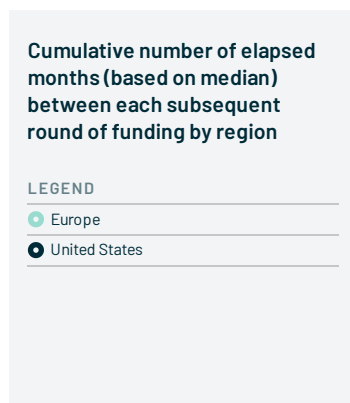 Cumulative number of elapsed
months (based on median)
between each subsequent
round of funding by region
LEGEND
Europe
United States